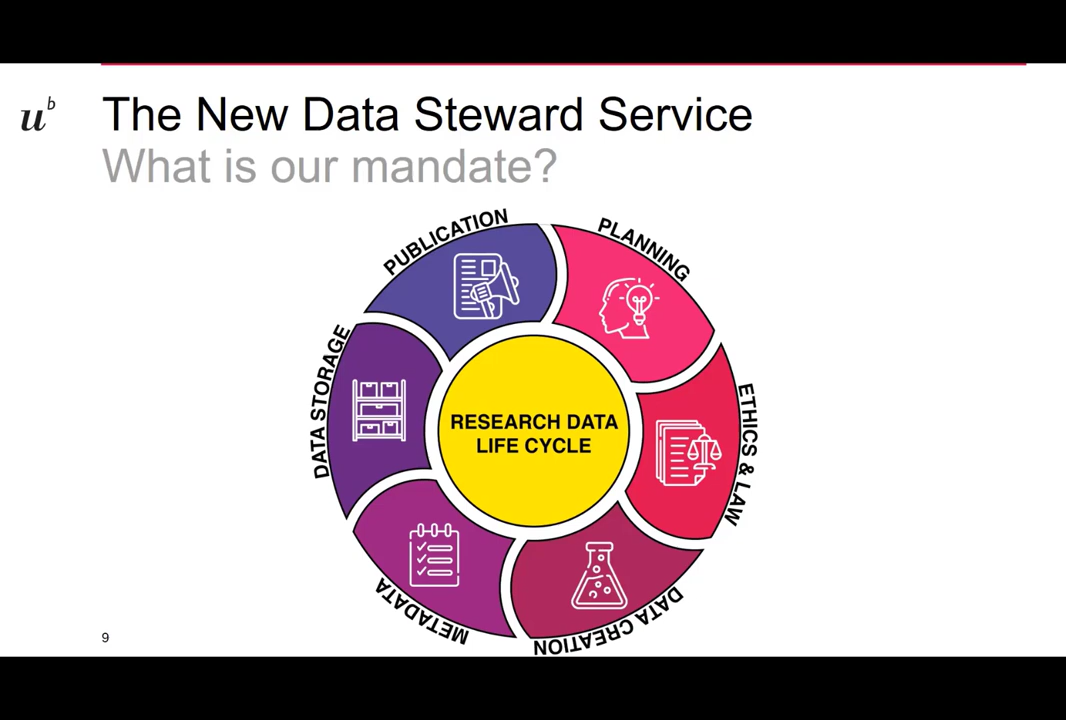 u^b
The New Data Steward Service
What is our mandate?
PUBLICATION
PLANNING
DATA STORAGE
ETHICS & LAW
RESEARCH DATA
LIFE CYCLE
METADATA
DATA CREATION
9